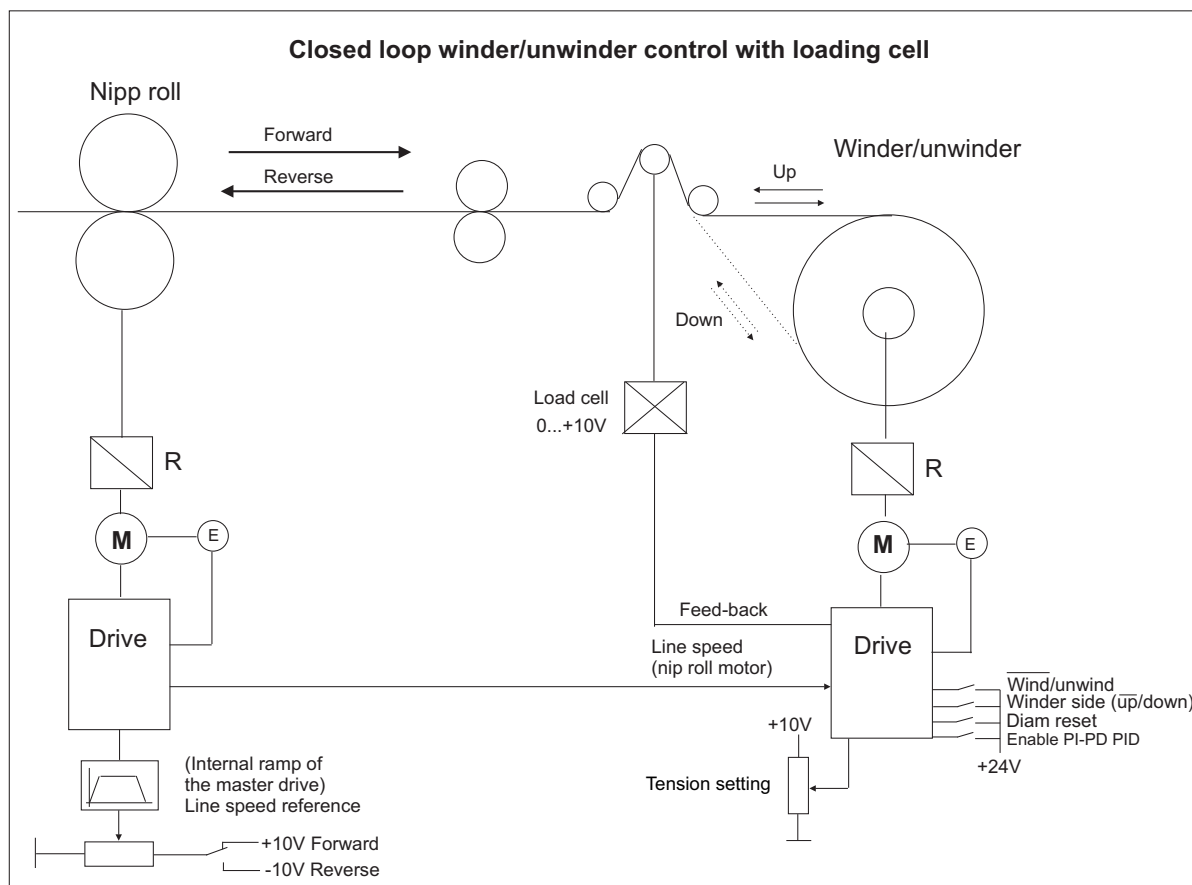 Closed loop winder/unwinder control with loading cell
Nipp roll
Forward
Reverse
Winder/unwinder
Up
Down
Load cell
0...+10V
R
R
M
E
M
E
Feed-back
Drive
Drive
Line speed
(nip roll motor)
Wind/unwind
Winder side (up/down)
Diam reset
Enable PI-PD PID
+24V
+10V
Tension setting
(Internal ramp of
the master drive)
Line speed reference
+10V Forward
-10V Reverse